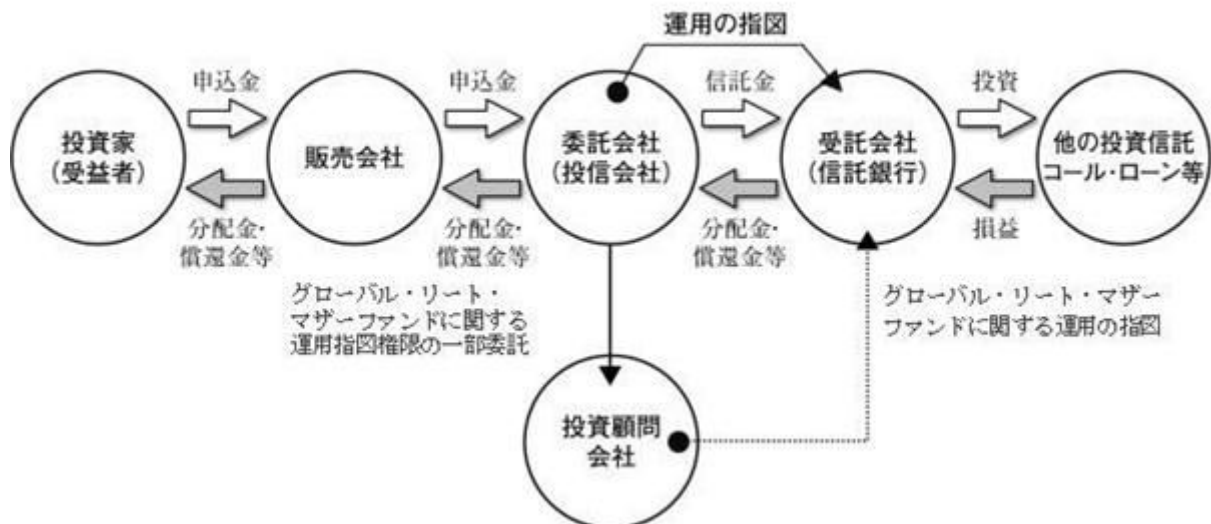 運用の指図
申込金
申込金
信託金
投資
投資家
(受益者)
販売会社
委託会社
(投信会社)
受託会社
(信託銀行)
他の投資信託
コール・ローン等
分配金・
償還金等
分配金・
償還金等
分配金・
償還金等
損益
グローバル・リート・
マザーファンドに関する
運用指図権限の一部委託
グローバル・リート・マザー
ファンドに関する運用の指図
投資顧問
会社